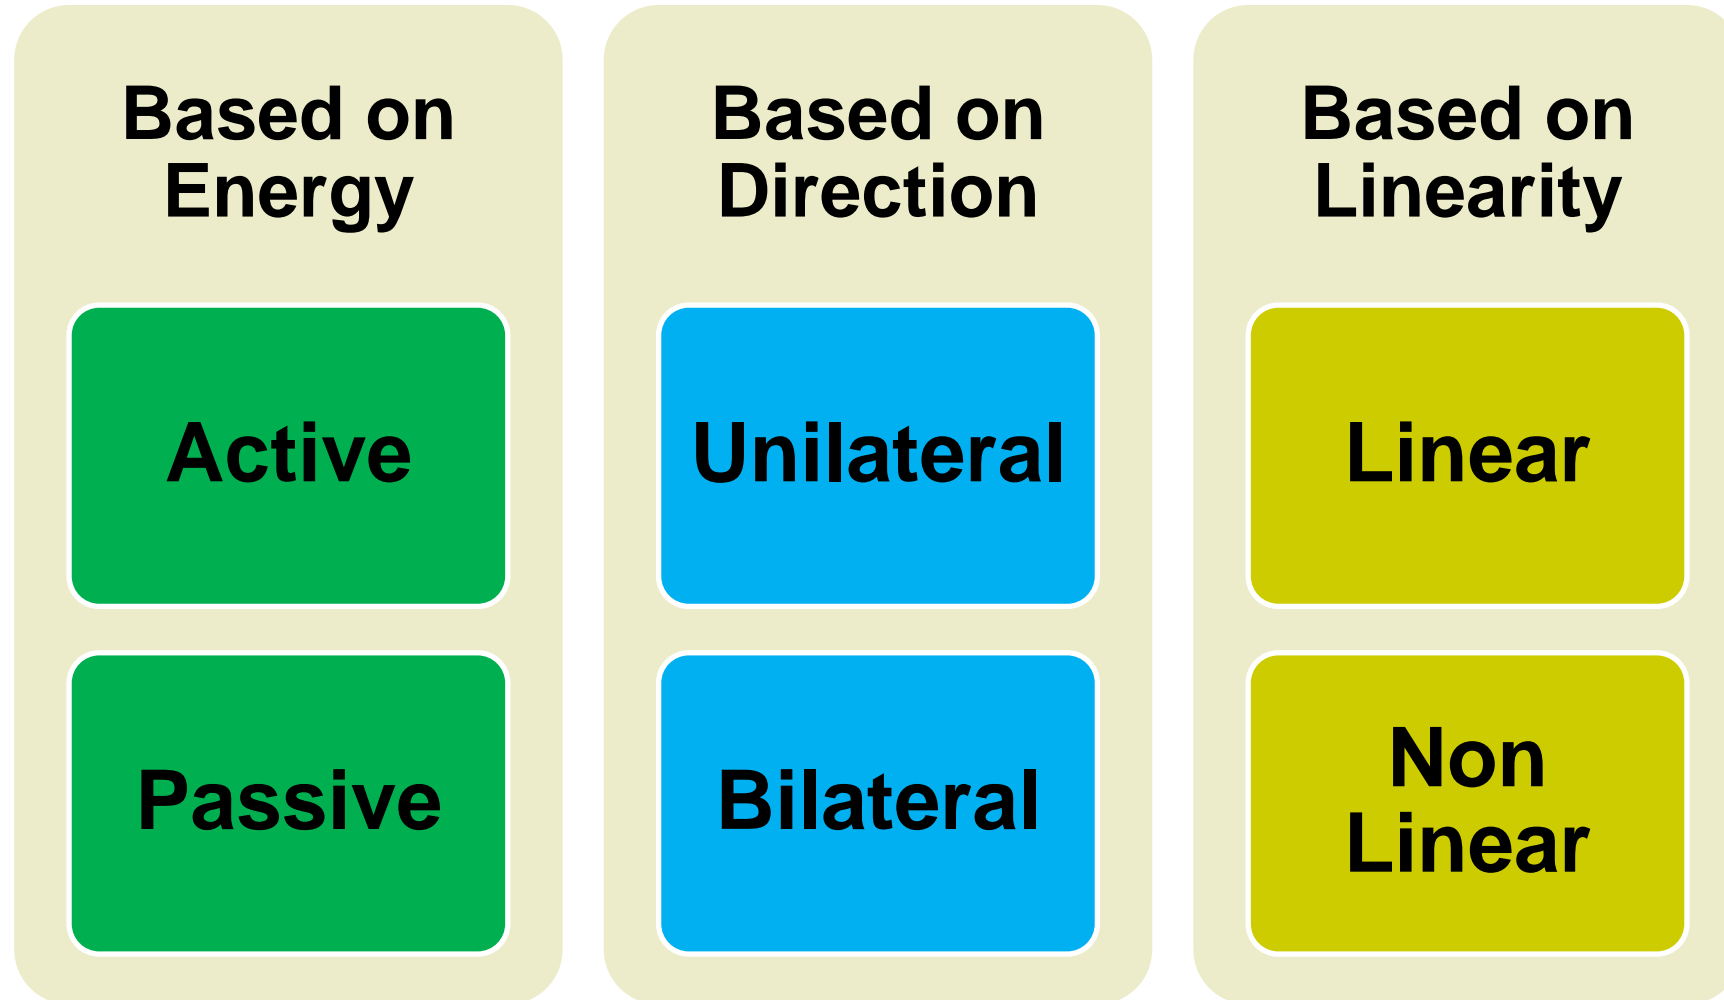 Based on
Energy
Active
Passive
Based on
Direction
Unilateral
Bilateral
Based on
Linearity
Linear
Non
Linear